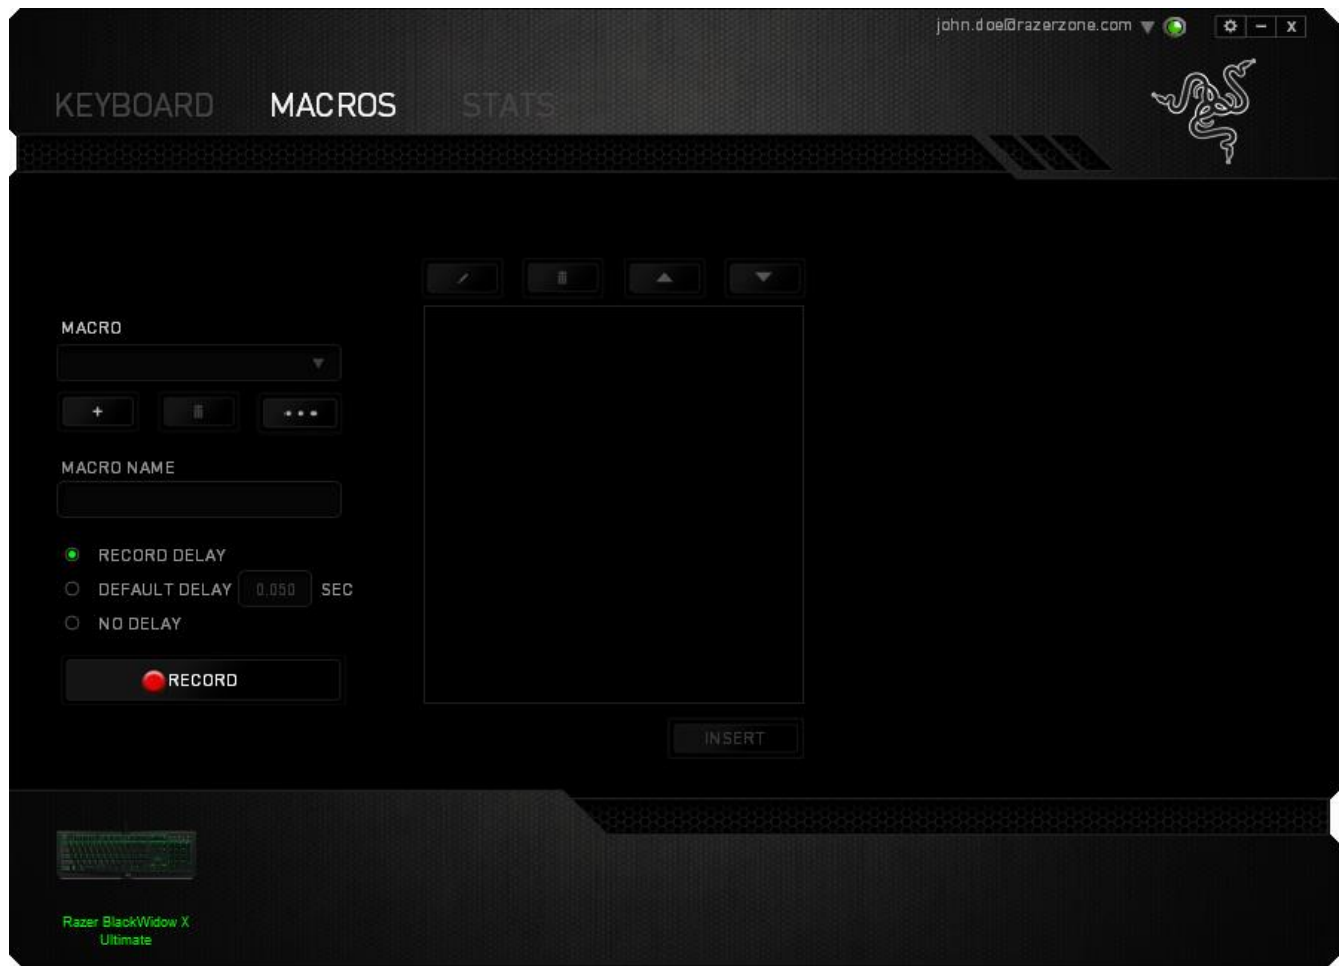 john.doe@razerzone.com
KEYBOARD MACROS STATS
MACRO
MACRO NAME
RECORD DELAY
DEFAULT DELAY 0.050 SEC
NO DELAY
RECORD
INSERT
Razer BlackWidow X
Ultimate